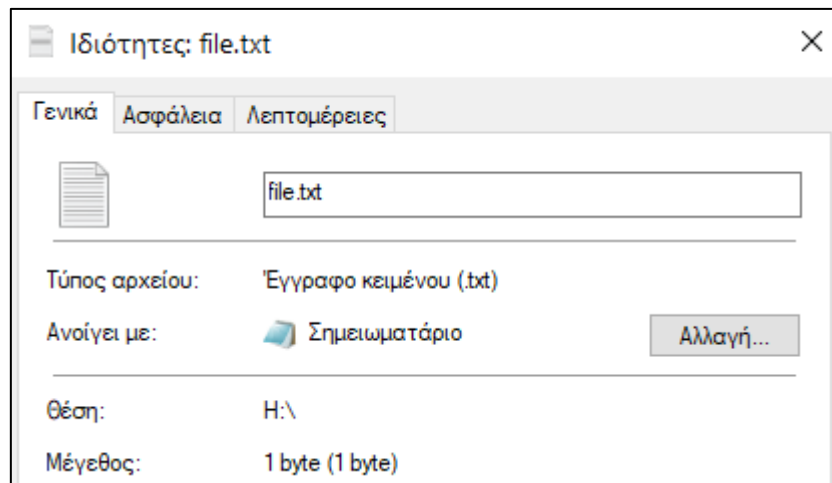 Ιδιότητες: file.txt
Γενικά Ασφάλεια Λεπτομέρειες
file.txt
Τύπος αρχείου: Έγγραφο κειμένου (.txt)
Ανοίγει με: Σημειωματάριο Αλλαγή...
Θέση: H:\
Μέγεθος: 1 byte (1 byte)